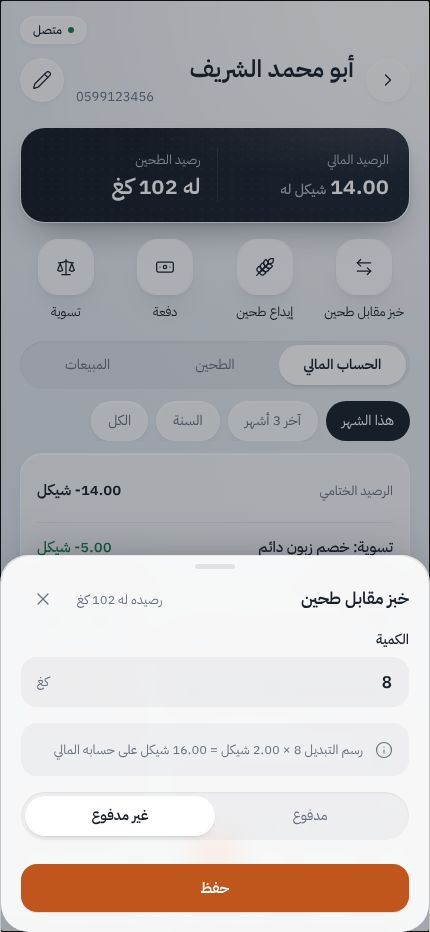 متصل
أبو محمد الشريف
0599123456
الرصيد المالي
14.00 شيكل له
رصيد الطحين
له 102 كغ
خبز مقابل طحين
إيداع طحين
دفعة
تسوية
الحساب المالي
الطحين
المبيعات
هذا الشهر
آخر 3 أشهر
السنة
الكل
الرصيد الختامي
-14.00 شيكل
تسوية: خصم زبون دائم
-5.00 شيكل
خبز مقابل طحين
رصيده له 102 كغ
الكمية
8
كغ
رسم التبديل 8 × 2.00 شيكل = 16.00 شيكل على حسابه المالي
مدفوع
غير مدفوع
حفظ